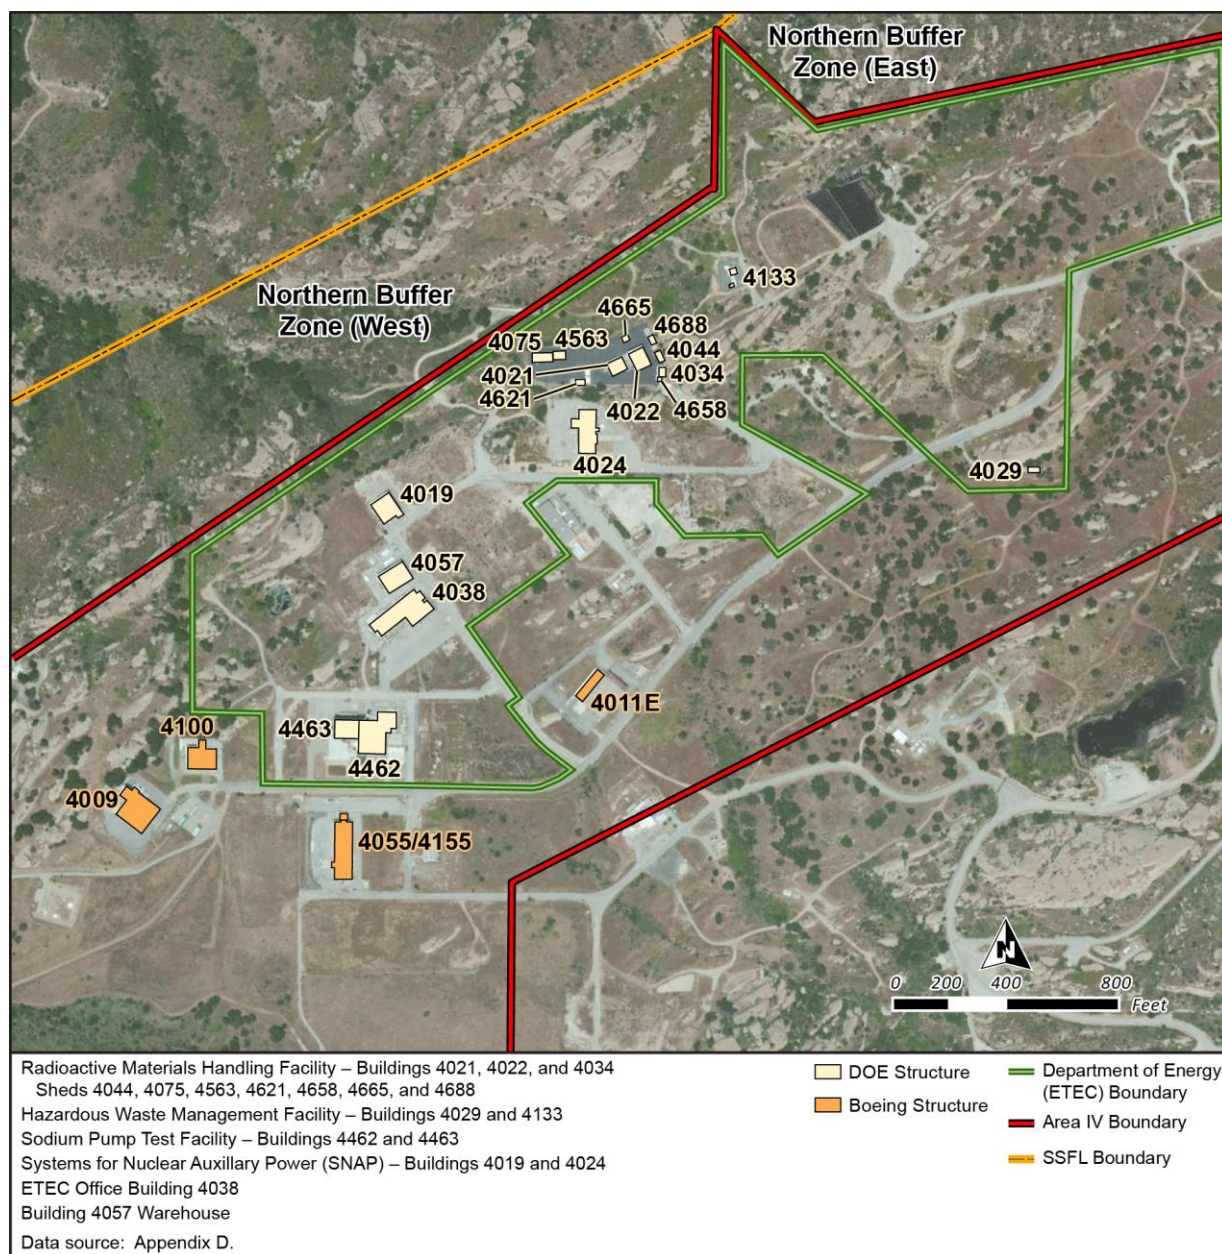 Northern Buffer
Zone (East)
Northern Buffer
Zone (West)
4133
4665
4688
4075
4563
4044
4021
4034
4621
4022
4658
4024
4029
4019
4057
4038
4011E
4100
4463
4462
4009
4055/4155
N
0 200 400 800
Feet
Radioactive Materials Handling Facility – Buildings 4021, 4022, and 4034
Sheds 4044, 4075, 4563, 4621, 4658, 4665, and 4688
Hazardous Waste Management Facility – Buildings 4029 and 4133
Sodium Pump Test Facility – Buildings 4462 and 4463
Systems for Nuclear Auxillary Power (SNAP) – Buildings 4019 and 4024
ETEC Office Building 4038
Building 4057 Warehouse
Data source: Appendix D.
DOE Structure
Boeing Structure
Department of Energy
(ETEC) Boundary
Area IV Boundary
SSFL Boundary